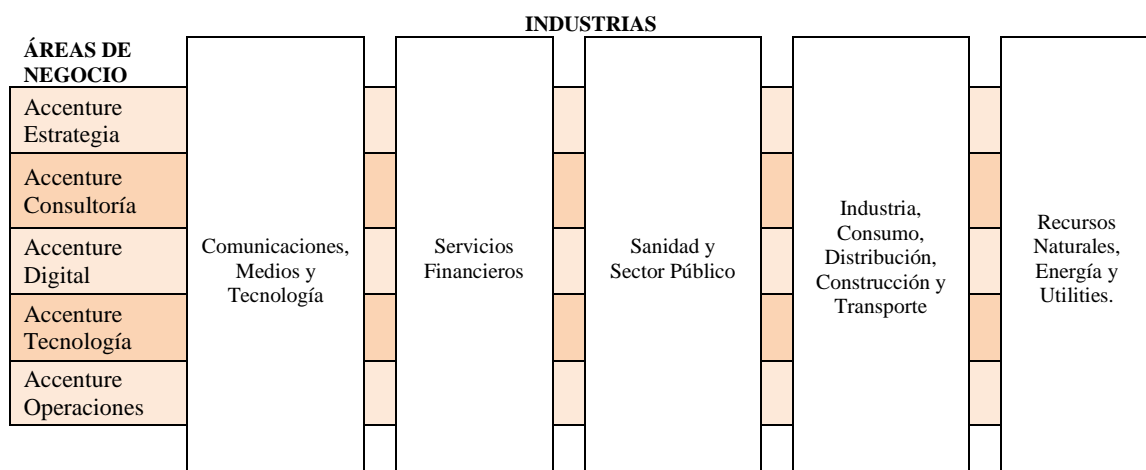 INDUSTRIAS
ÁREAS DE
NEGOCIO
Accenture
Estrategia
Accenture
Consultoría
Accenture
Digital
Accenture
Tecnología
Accenture
Operaciones
Comunicaciones,
Medios y
Tecnología
Servicios
Financieros
Sanidad y
Sector Público
Industria,
Consumo,
Distribución,
Construcción y
Transporte
Recursos
Naturales,
Energía y
Utilities.